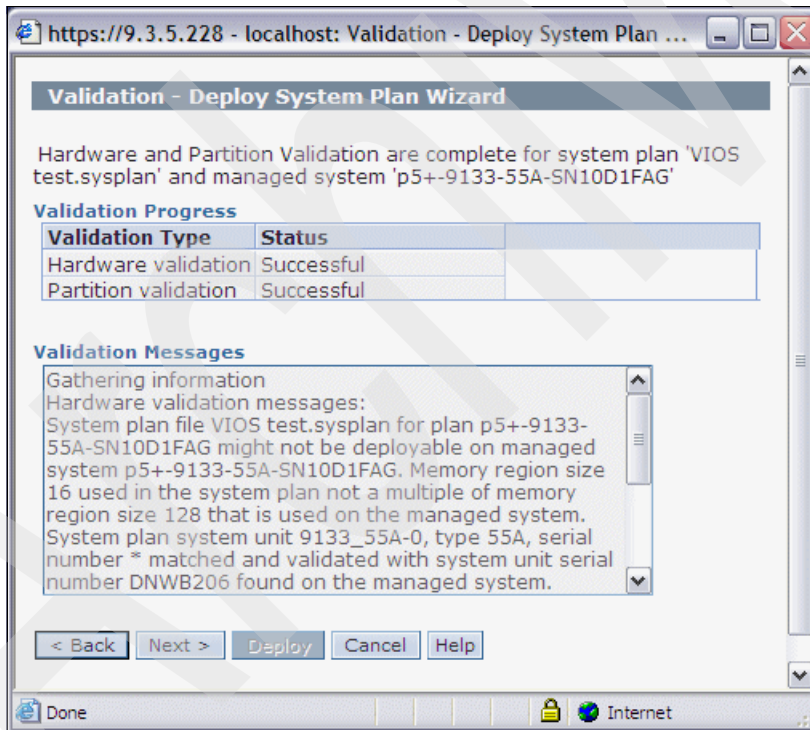 https://9.3.5.228 - localhost: Validation - Deploy System Plan ...
Validation - Deploy System Plan Wizard
Hardware and Partition Validation are complete for system plan 'VIOS
test.sysplan' and managed system 'p5+-9133-55A-SN10D1FAG'
Validation Progress
Validation Type Status
Hardware validation Successful
Partition validation Successful
Validation Messages
Gathering information
Hardware validation messages:
System plan file VIOS test.sysplan for plan p5+-9133-
55A-SN10D1FAG might not be deployable on managed
system p5+-9133-55A-SN10D1FAG. Memory region size
16 used in the system plan not a multiple of memory
region size 128 that is used on the managed system.
System plan system unit 9133_55A-0, type 55A, serial
number * matched and validated with system unit serial
number DNWB206 found on the managed system.
< Back Next > Deploy Cancel Help
Done Internet